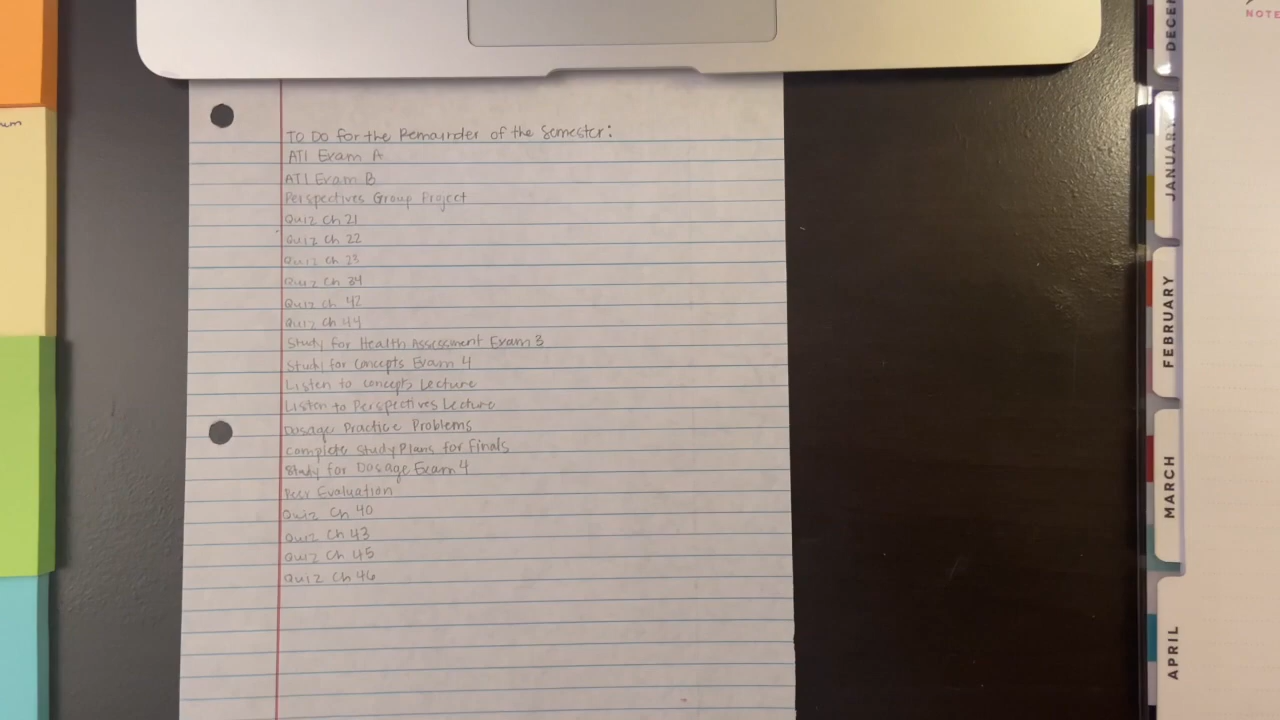 To Do for the Remainder of the Semester:
ATI Exam A
ATI Exam B
Perspectives Group Project
Quiz Ch 21
Quiz Ch 22
Quiz Ch 23
Quiz Ch 34
Quiz Ch 42
Quiz Ch 44
Study for Health Assessment Exam 3
Study for Concepts Exam 4
Listen to Concepts Lecture
Listen to Perspectives Lecture
Dosage Practice Problems
Complete Study Plans for Finals
Study for Dosage Exam 4
Peer Evaluation
Quiz Ch 40
Quiz Ch 43
Quiz Ch 45
Quiz Ch 46
JANUARY
FEBRUARY
MARCH
APRIL